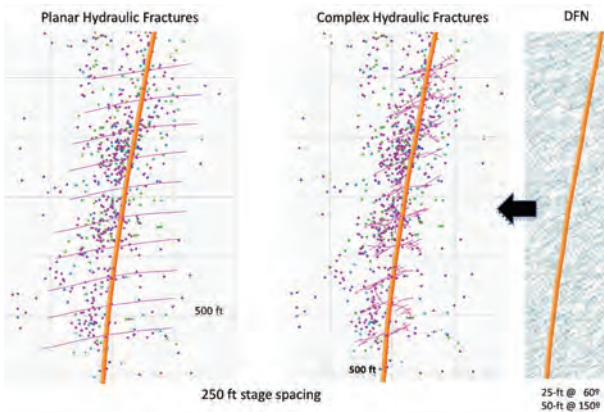 Planar Hydraulic Fractures
Complex Hydraulic Fractures
DFN
500 ft
500 ft
250 ft stage spacing
25-ft @ 60º
50-ft @ 150º